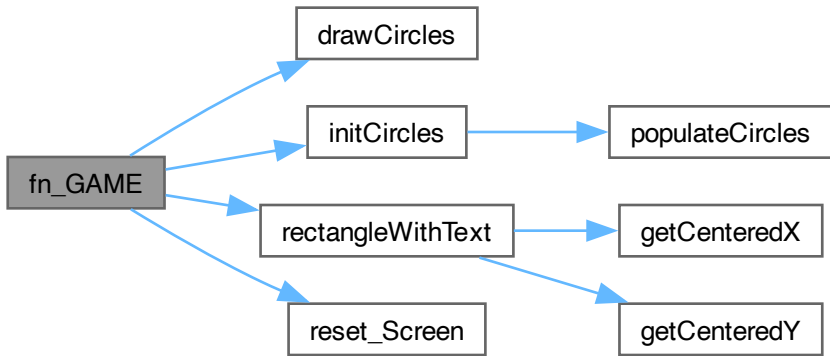 drawCircles
initCircles
populateCircles
fn_GAME
rectangleWithText
getCenteredX
reset_Screen
getCenteredY